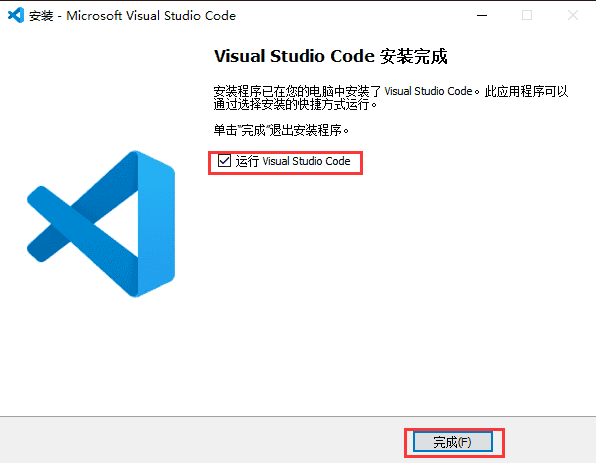 安装 - Microsoft Visual Studio Code
Visual Studio Code 安装完成
安装程序已在您的电脑中安装了 Visual Studio Code。此应用程序可以
通过选择安装的快捷方式运行。
单击"完成"退出安装程序。
运行 Visual Studio Code
完成(F)